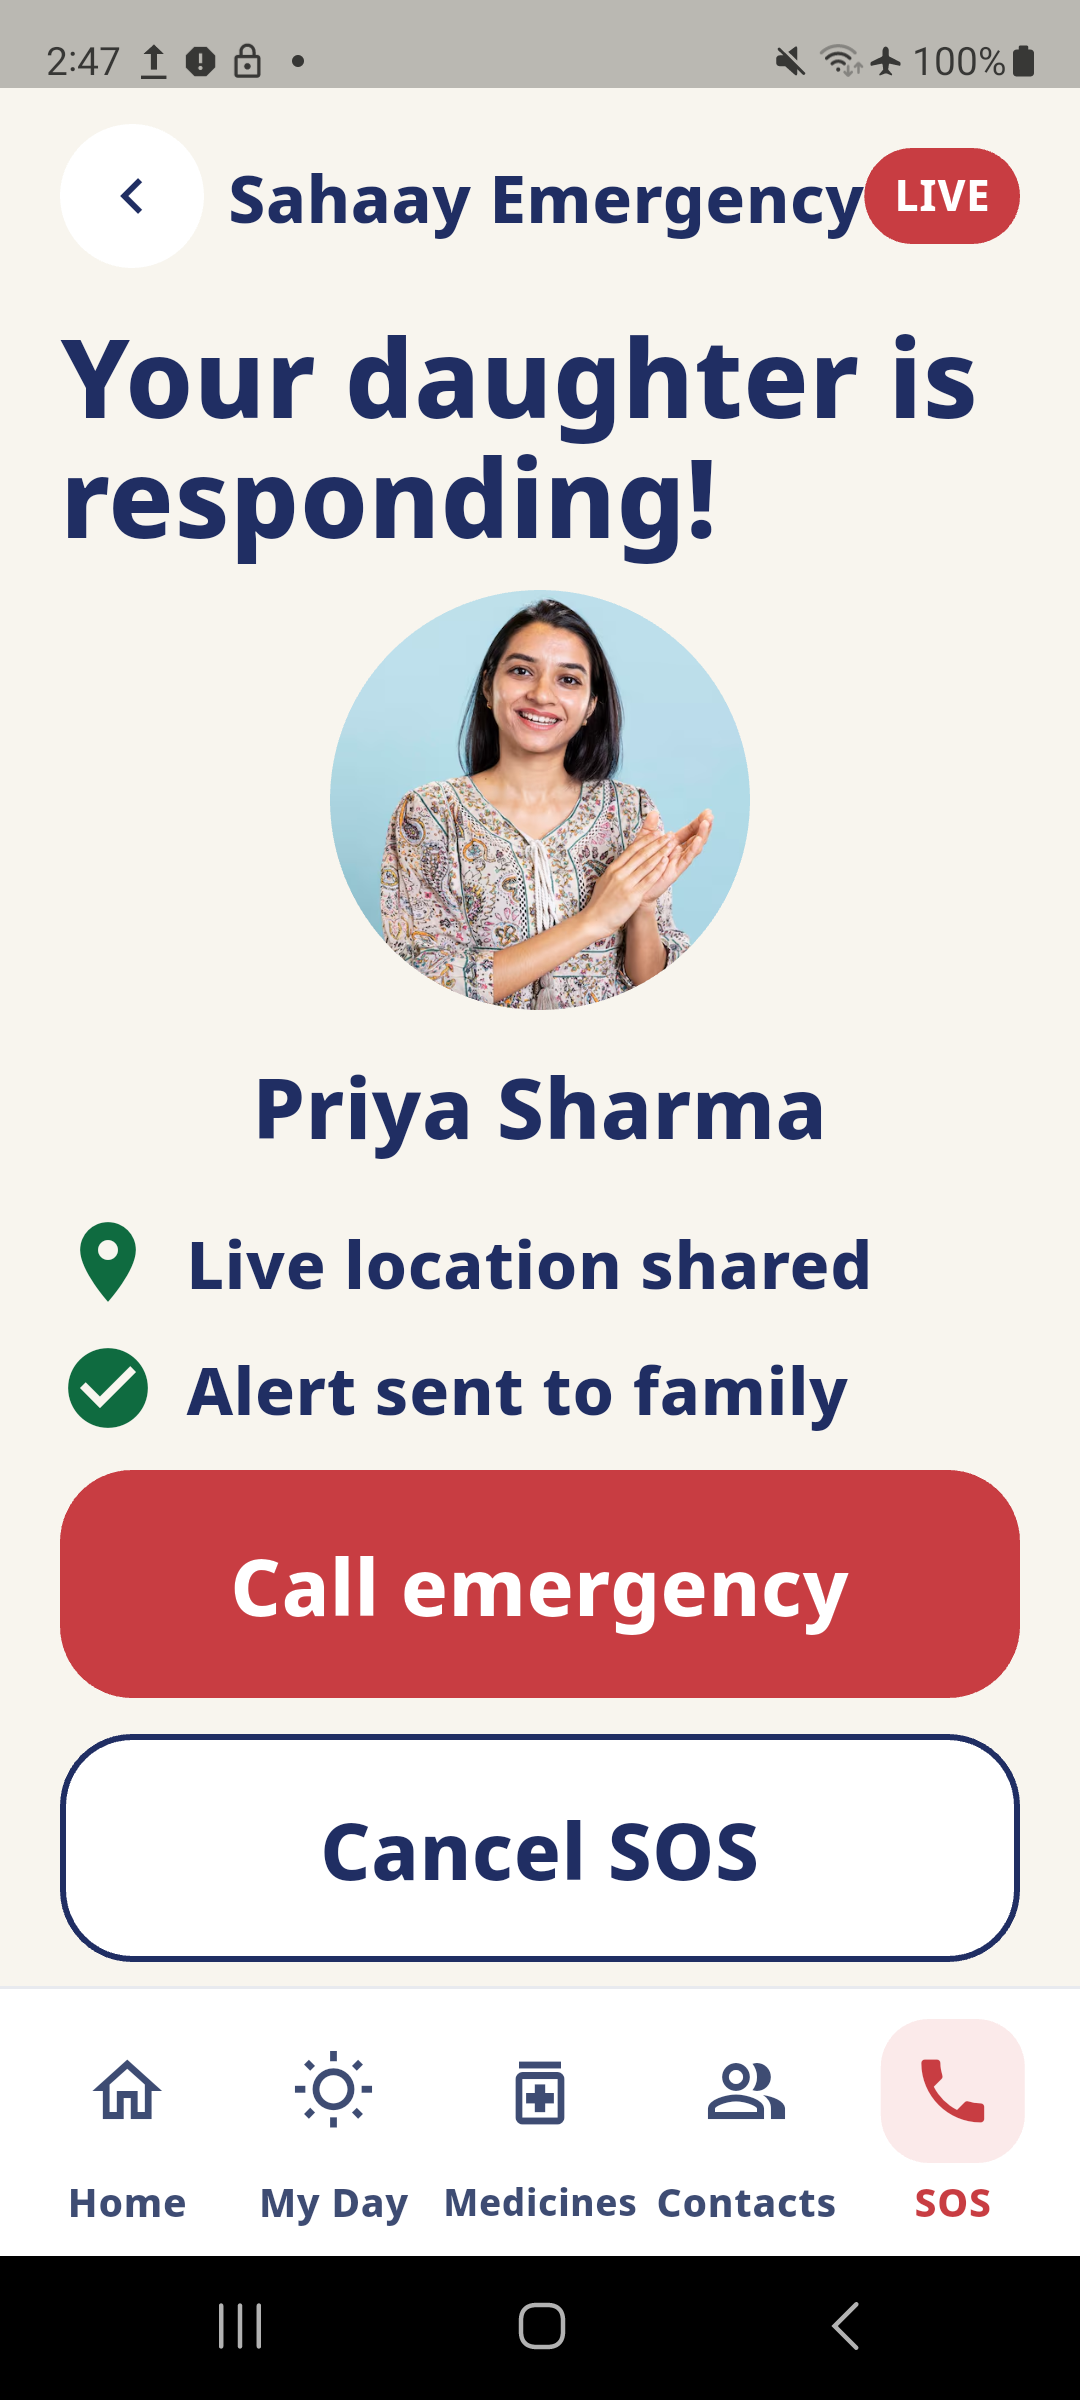 2:47
100%
Sahaay Emergency
LIVE
Your daughter is
responding!
Priya Sharma
Live location shared
Alert sent to family
Call emergency
Cancel SOS
Home
My Day
Medicines
Contacts
SOS